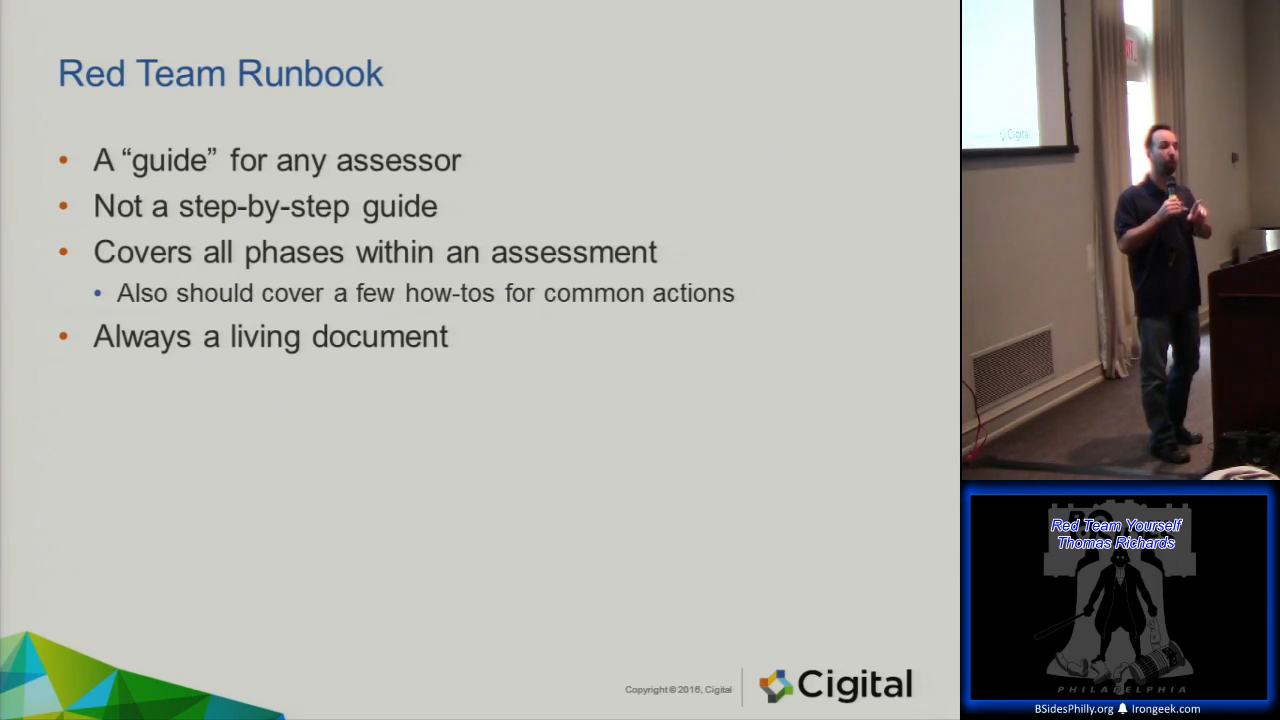 Red Team Runbook
• A “guide” for any assessor
• Not a step-by-step guide
• Covers all phases within an assessment
• Also should cover a few how-tos for common actions
• Always a living document
Copyright © 2016, Cigital
Cigital
Cigital
Red Team Yourself
Thomas Richards
PHILADELPHIA
BSidesPhilly.org Irongeek.com